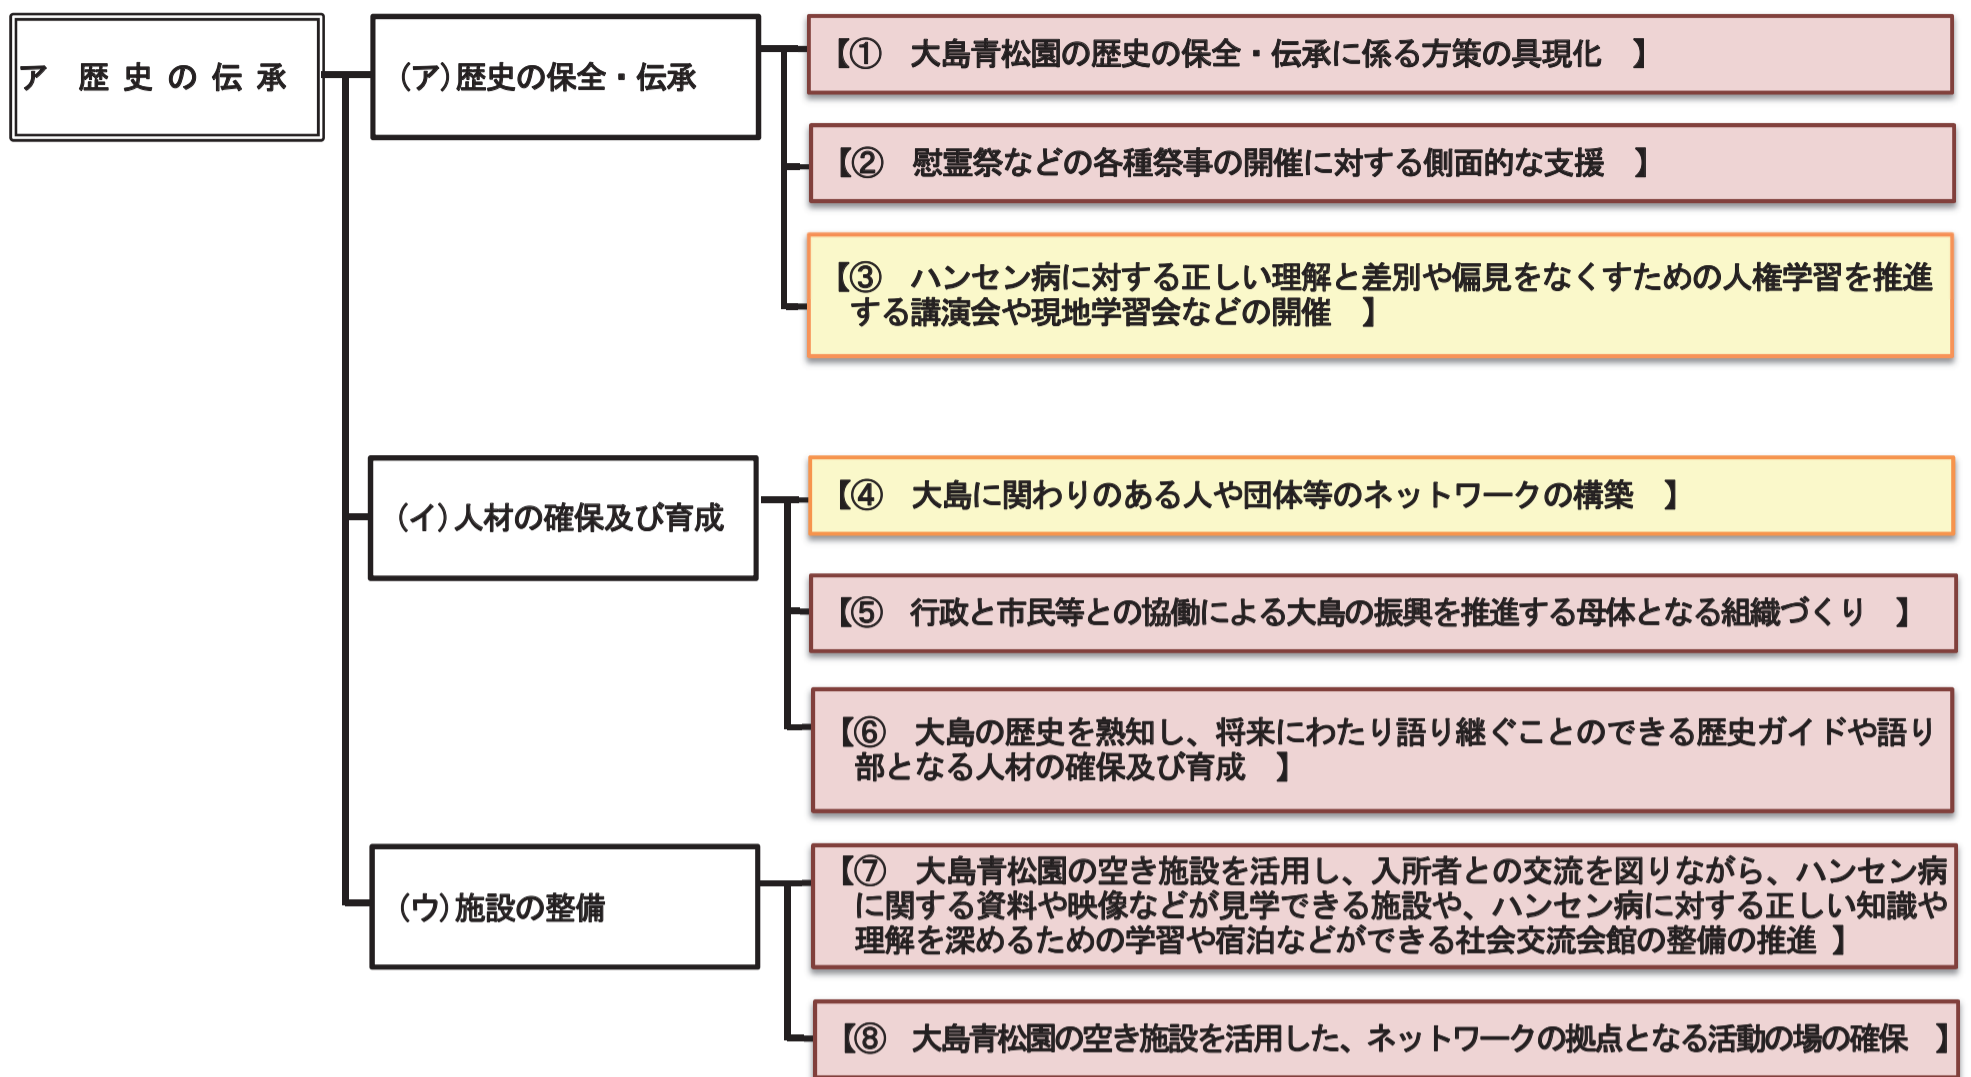 ア 歴史の伝承
（ア）歴史の保全・伝承
【① 大島青松園の歴史の保全・伝承に係る方策の具現化 】
【② 慰霊祭などの各種祭事の開催に対する側面的な支援 】
【③ ハンセン病に対する正しい理解と差別や偏見をなくすための人権学習を推進
する講演会や現地学習会などの開催 】
（イ）人材の確保及び育成
【④ 大島に関わりのある人や団体等のネットワークの構築 】
【⑤ 行政と市民等との協働による大島の振興を推進する母体となる組織づくり 】
【⑥ 大島の歴史を熟知し、将来にわたり語り継ぐことのできる歴史ガイドや語り
部となる人材の確保及び育成 】
（ウ）施設の整備
【⑦ 大島青松園の空き施設を活用し、入所者との交流を図りながら、ハンセン病
に関する資料や映像などが見学できる施設や、ハンセン病に対する正しい知識や
理解を深めるための学習や宿泊などができる社会交流会館の整備の推進 】
【⑧ 大島青松園の空き施設を活用した、ネットワークの拠点となる活動の場の確保 】